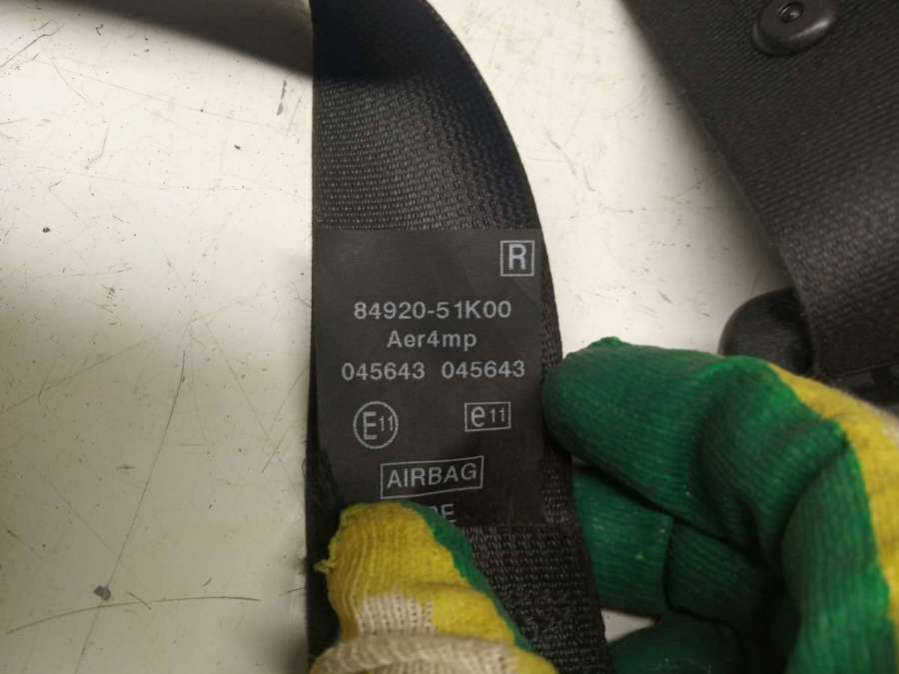 R
84920-51K00
Aer4mp
045643 045643
E11 e11
AIRBAG